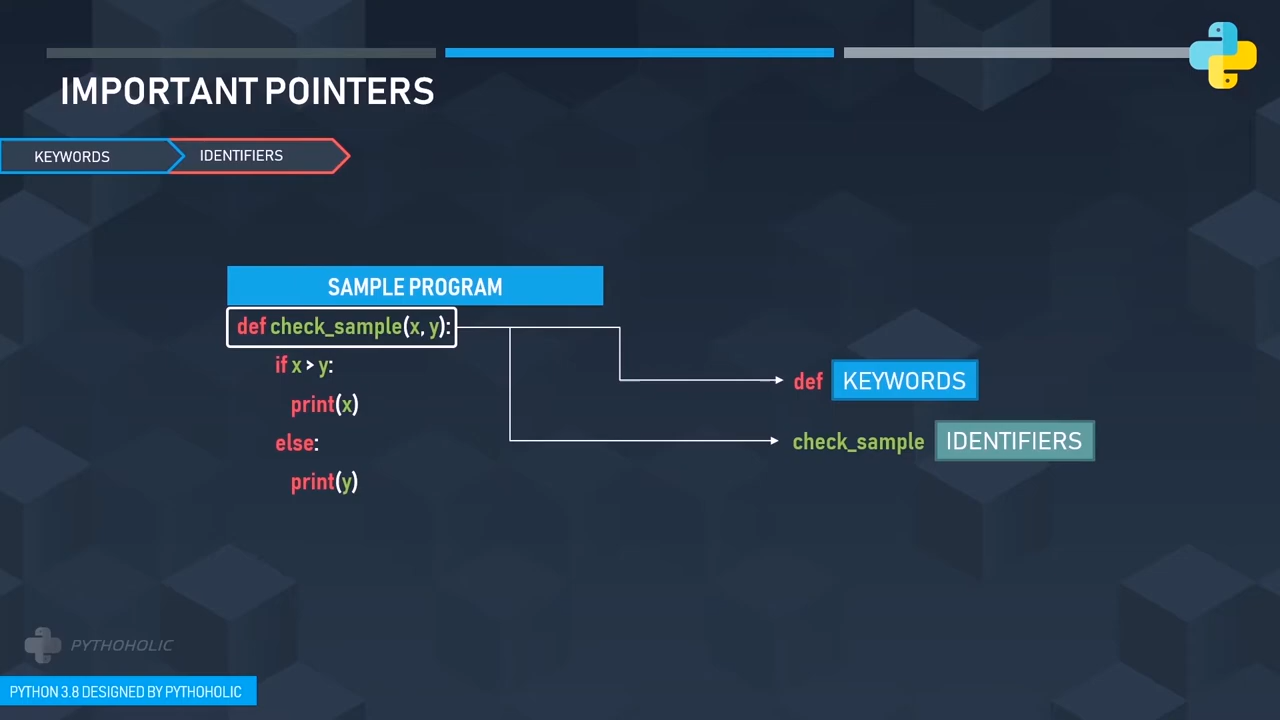 IMPORTANT POINTERS
KEYWORDS
IDENTIFIERS
SAMPLE PROGRAM
def check_sample(x, y):
if x > y:
print(x)
else:
print(y)
def KEYWORDS
check_sample IDENTIFIERS
PYTHOHOLIC
PYTHON 3.8 DESIGNED BY PYTHOHOLIC